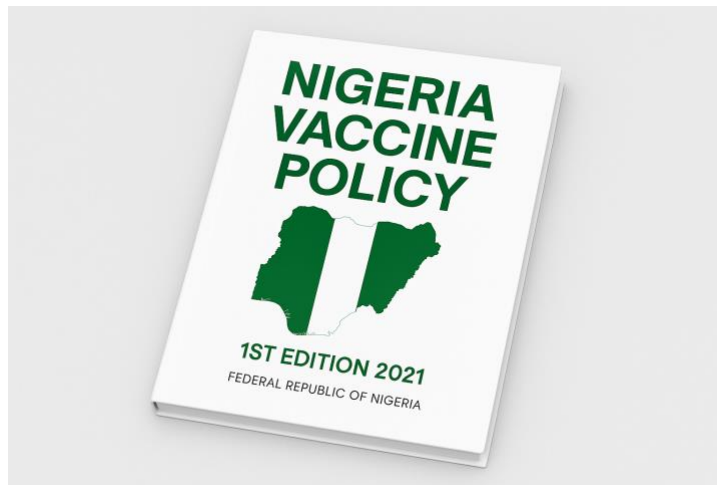 NIGERIA
VACCINE
POLICY
1ST EDITION 2021
FEDERAL REPUBLIC OF NIGERIA